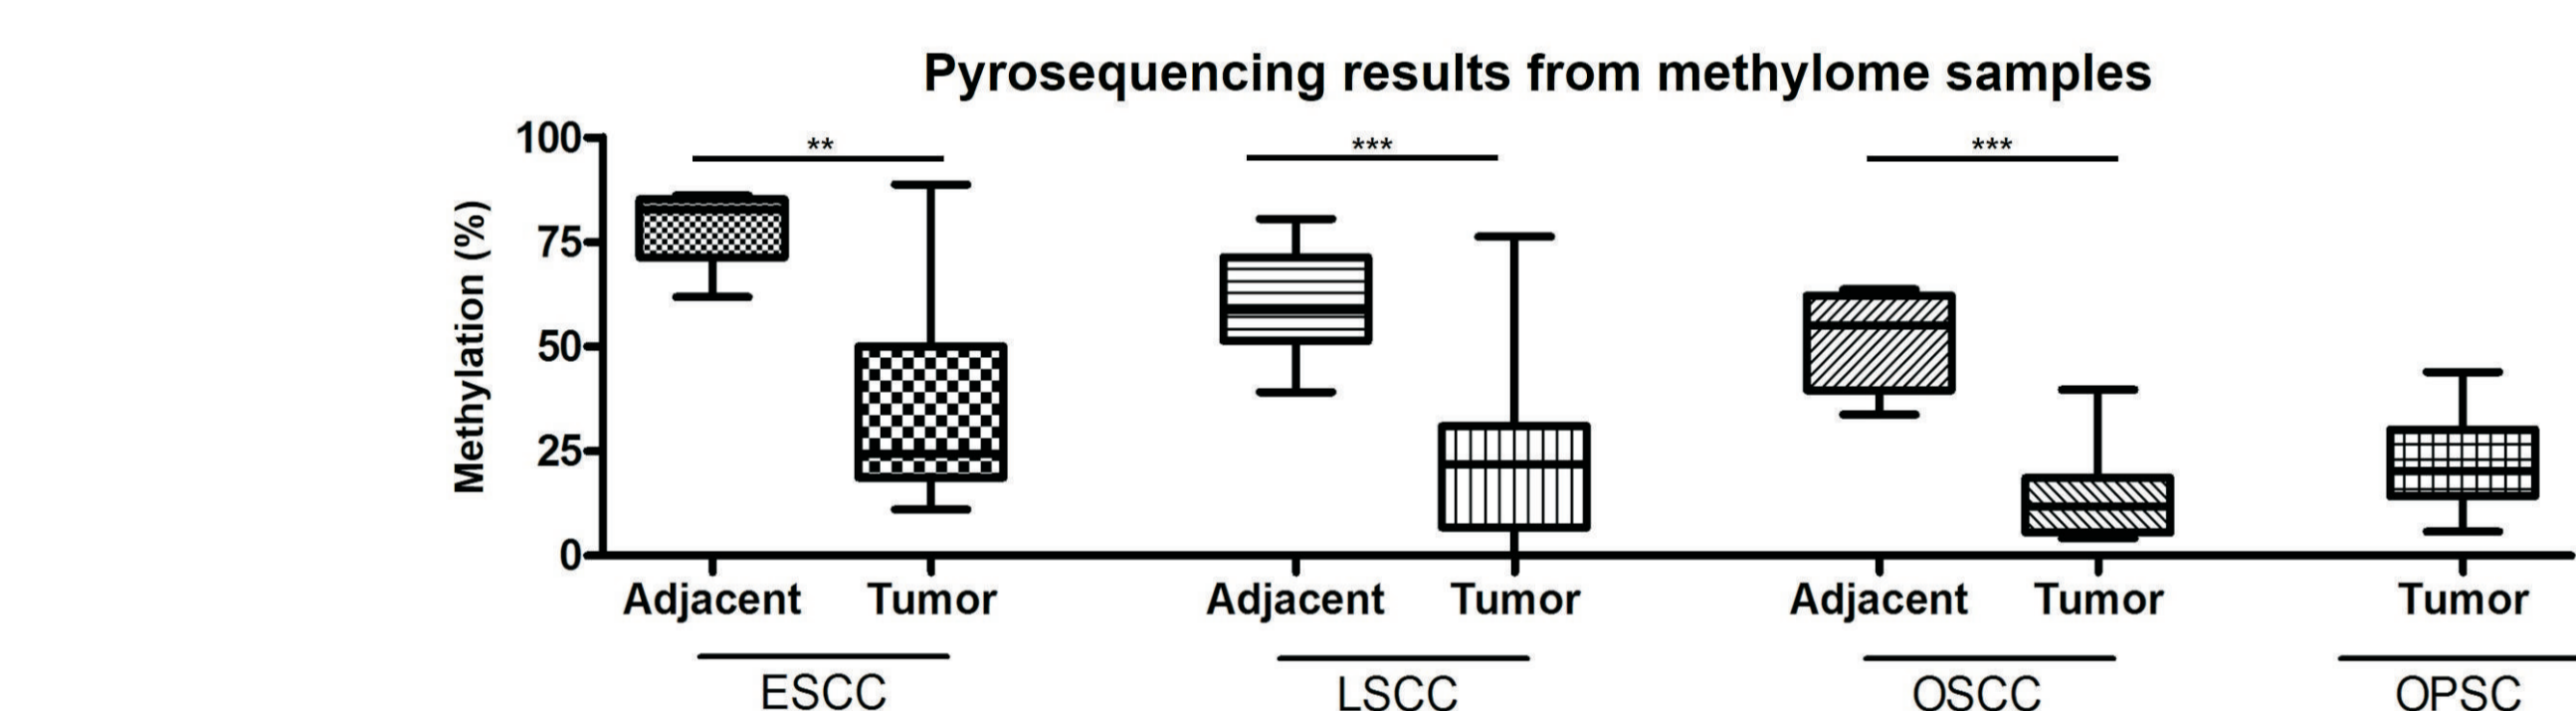 Pyrosequencing results from methylome samples
Methylation (%)
100
75
50
25
0
** *** ***
Adjacent Tumor Adjacent Tumor Adjacent Tumor Tumor
ESCC LSCC OSCC OPSC